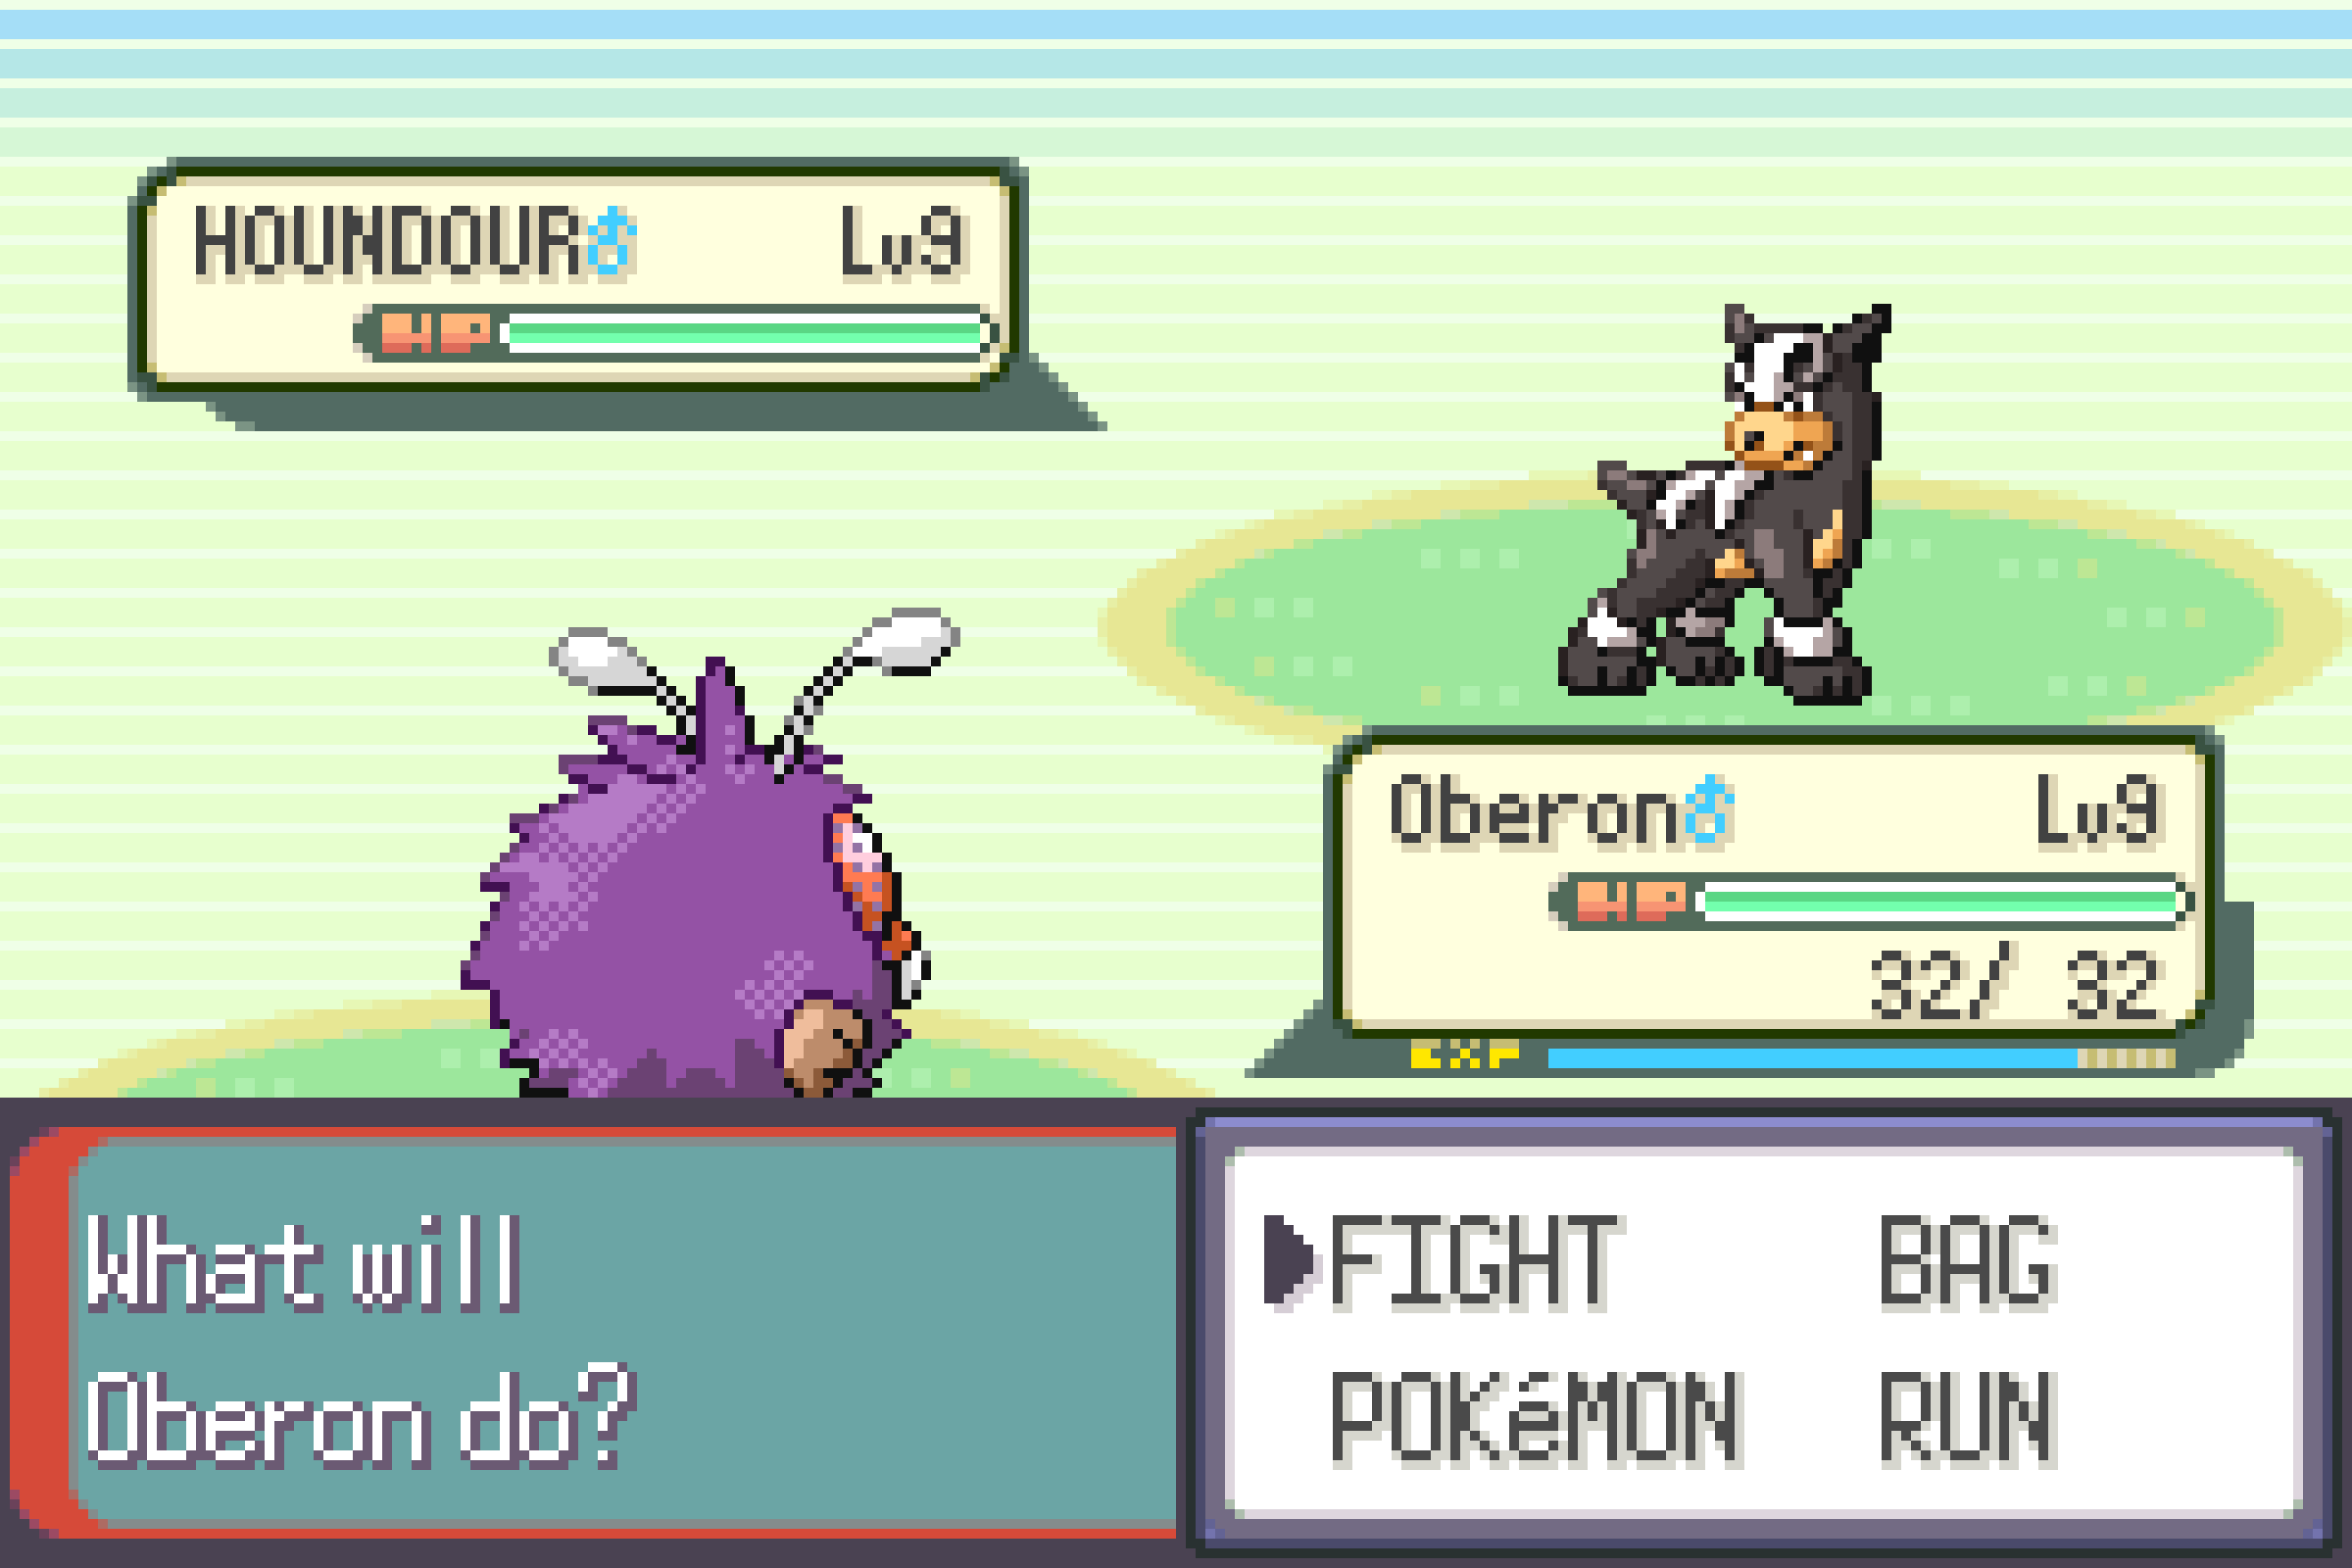 HOUNDOUR♂ Lv9
HP
Oberon♂ Lv9
HP
32/ 32
EXP
What will
Oberon do?
FIGHT BAG
POKéMON RUN